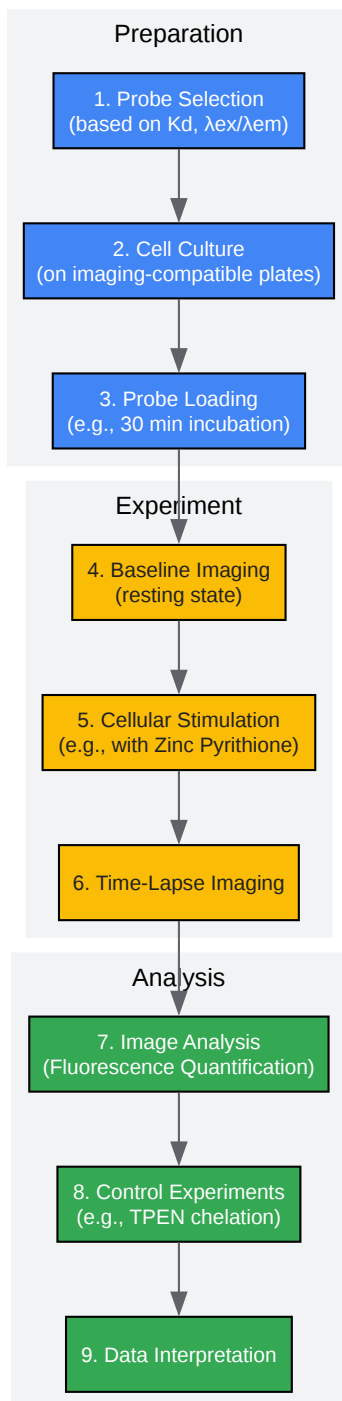 Preparation
1. Probe Selection
(based on Kd, λex/λem)
2. Cell Culture
(on imaging-compatible plates)
3. Probe Loading
(e.g., 30 min incubation)
Experiment
4. Baseline Imaging
(resting state)
5. Cellular Stimulation
(e.g., with Zinc Pyrithione)
6. Time-Lapse Imaging
Analysis
7. Image Analysis
(Fluorescence Quantification)
8. Control Experiments
(e.g., TPEN chelation)
9. Data Interpretation